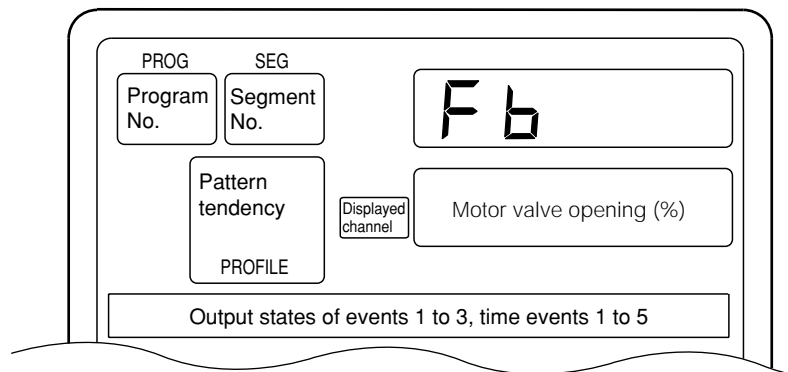 PROG SEG
Program No.
Segment No.
Fb
Pattern tendency
PROFILE
Displayed channel
Motor valve opening (%)
Output states of events 1 to 3, time events 1 to 5